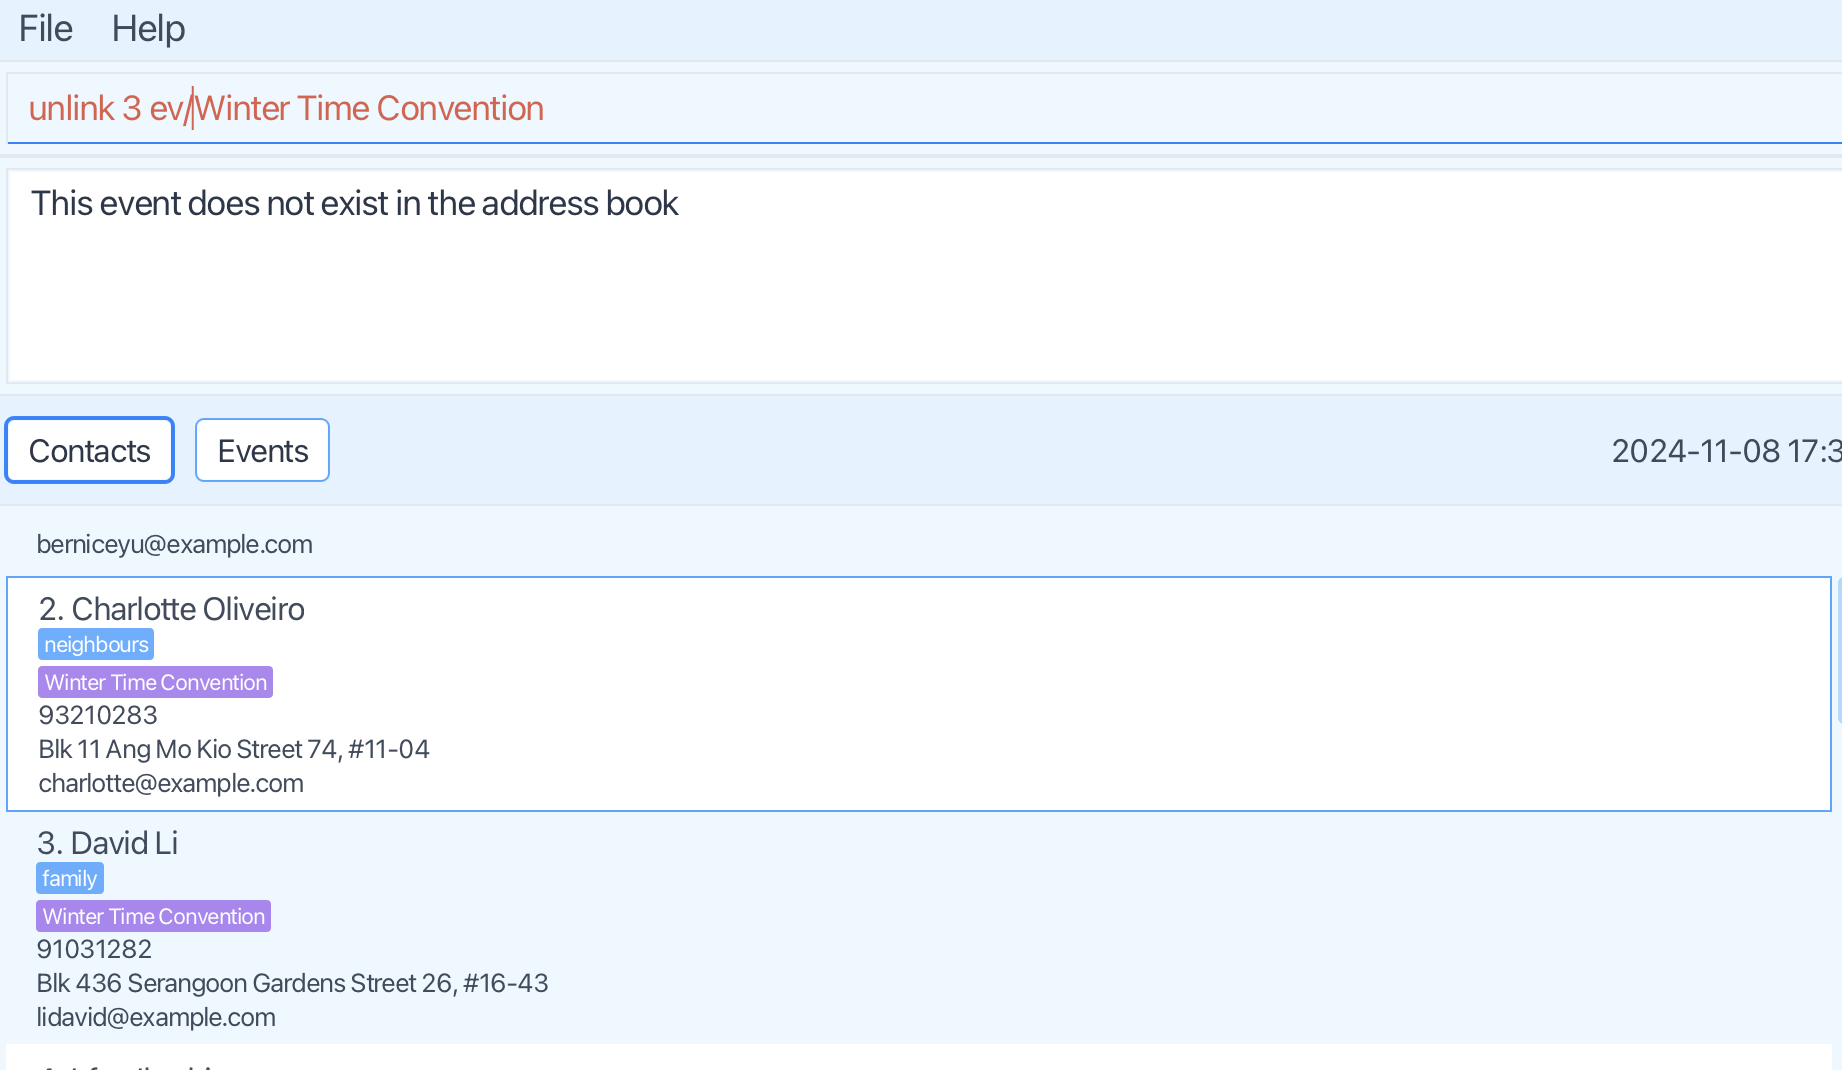 File Help
unlink 3 ev/Winter Time Convention
This event does not exist in the address book
Contacts Events 2024-11-08 17:3
berniceyu@example.com
2. Charlotte Oliveiro
neighbours
Winter Time Convention
93210283
Blk 11 Ang Mo Kio Street 74, #11-04
charlotte@example.com
3. David Li
family
Winter Time Convention
91031282
Blk 436 Serangoon Gardens Street 26, #16-43
lidavid@example.com